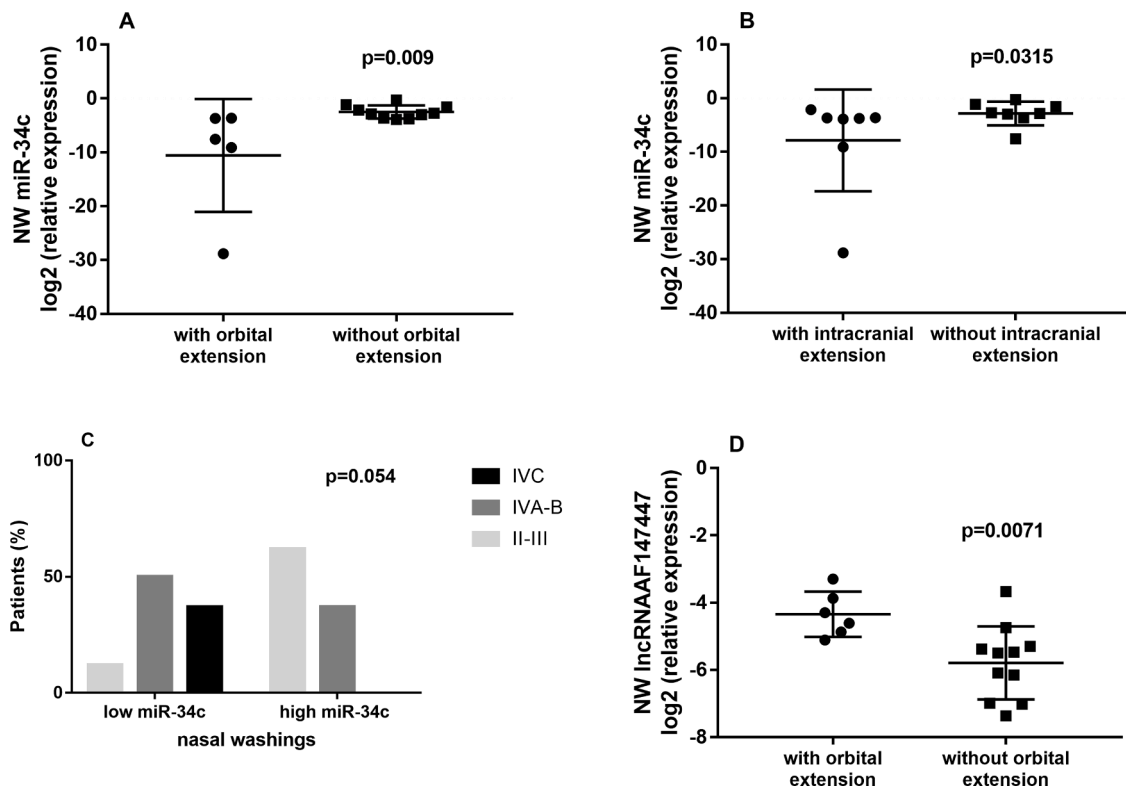 A
NW miR-34c
log2 (relative expression)
10
0
-10
-20
-30
-40
p=0.009
with orbital
extension
without orbital
extension
B
NW miR-34c
log2 (relative expression)
10
0
-10
-20
-30
-40
p=0.0315
with intracranial
extension
without intracranial
extension
C
Patients (%)
100
50
0
p=0.054
IVC
IVA-B
II-III
low miR-34c
high miR-34c
nasal washings
D
NW lncRNAAF147447
log2 (relative expression)
0
-2
-4
-6
-8
p=0.0071
with orbital
extension
without orbital
extension